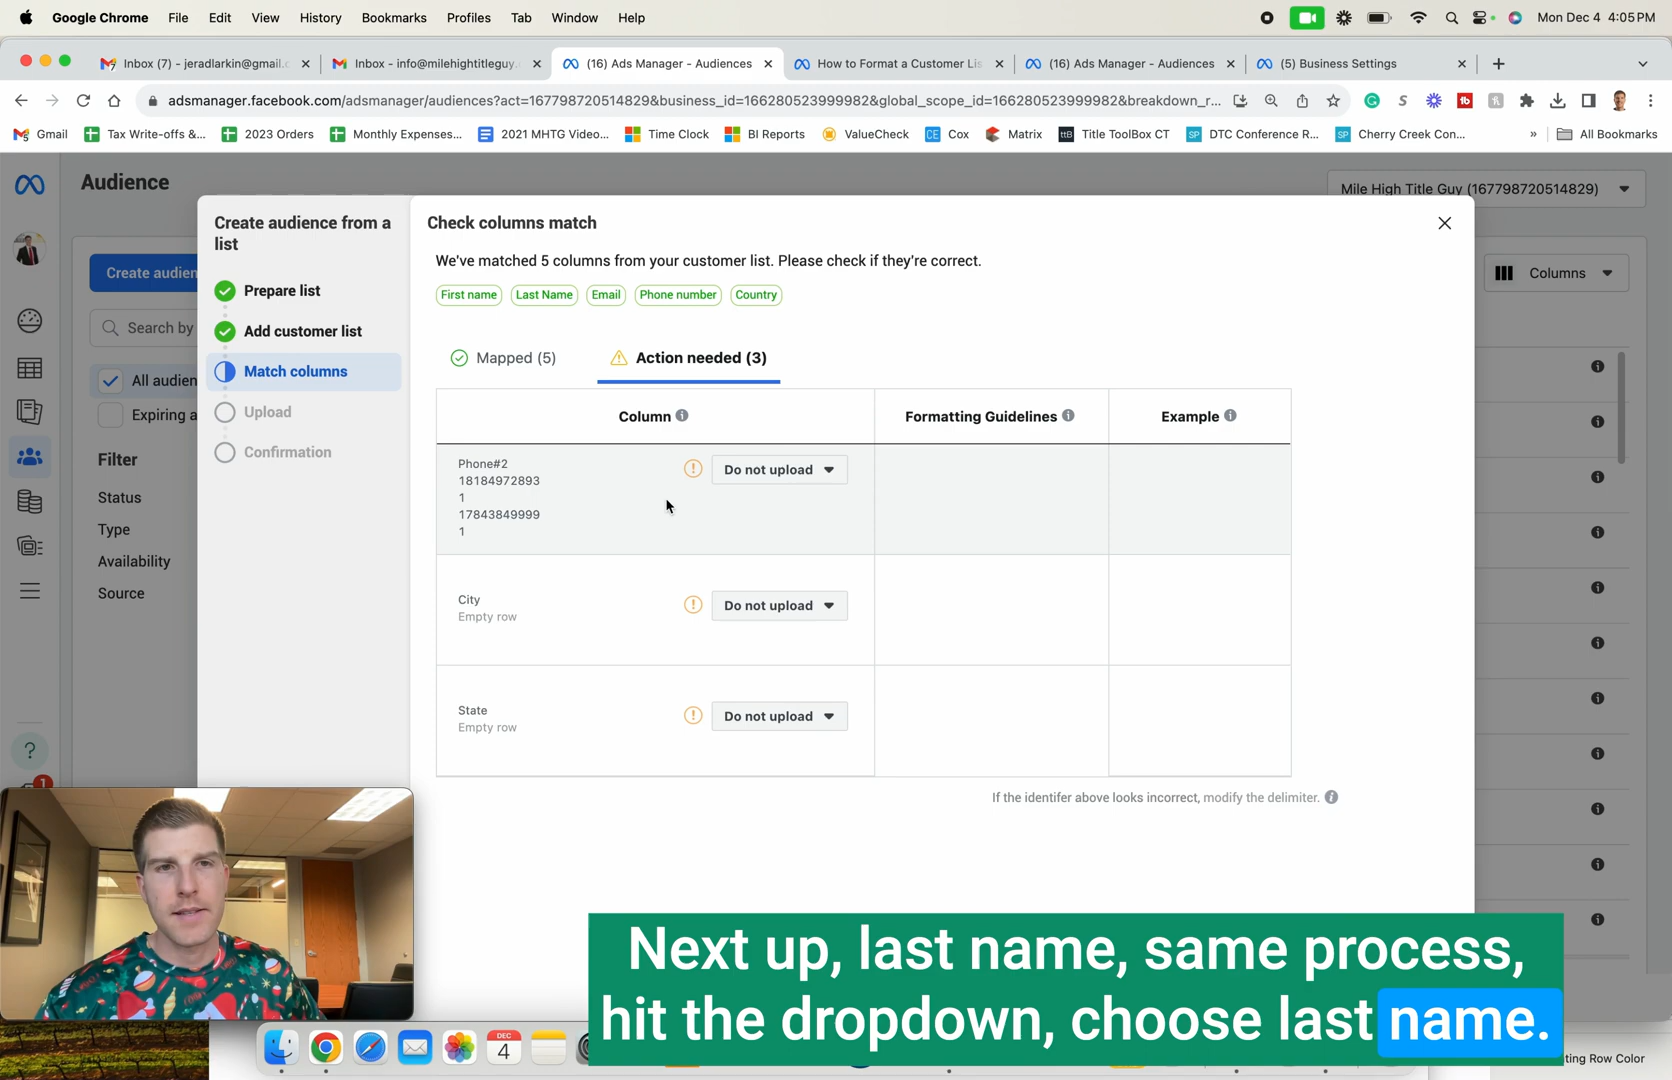 Google Chrome File Edit View History Bookmarks Profiles Tab Window Help
Mon Dec 4 4:05 PM
Inbox (7) - jeradlarkin@gmail.c
Inbox - info@milehightitleguy.
(16) Ads Manager - Audiences
How to Format a Customer Lis
(16) Ads Manager - Audiences
(5) Business Settings
adsmanager.facebook.com/adsmanager/audiences?act=167798720514829&business_id=166280523999982&global_scope_id=166280523999982&breakdown_r...
Gmail
Tax Write-offs &...
2023 Orders
Monthly Expenses...
2021 MHTG Video...
Time Clock
BI Reports
ValueCheck
Cox
Matrix
Title ToolBox CT
DTC Conference R...
Cherry Creek Con...
»
All Bookmarks
Audience
Mile High Title Guy (167798720514829)
Create audien
Search by
All audien
Expiring a
Filter
Status
Type
Availability
Source
Columns
Create audience from a
list
Prepare list
Add customer list
Match columns
Upload
Confirmation
Check columns match
We've matched 5 columns from your customer list. Please check if they're correct.
First name
Last Name
Email
Phone number
Country
Mapped (5)
Action needed (3)
Column
Formatting Guidelines
Example
Phone#2
18184972893
1
17843849999
1
Do not upload
City
Empty row
Do not upload
State
Empty row
Do not upload
If the identifer above looks incorrect, modify the delimiter.
?
1
Next up, last name, same process,
hit the dropdown, choose last name.
DEC
4
ting Row Color